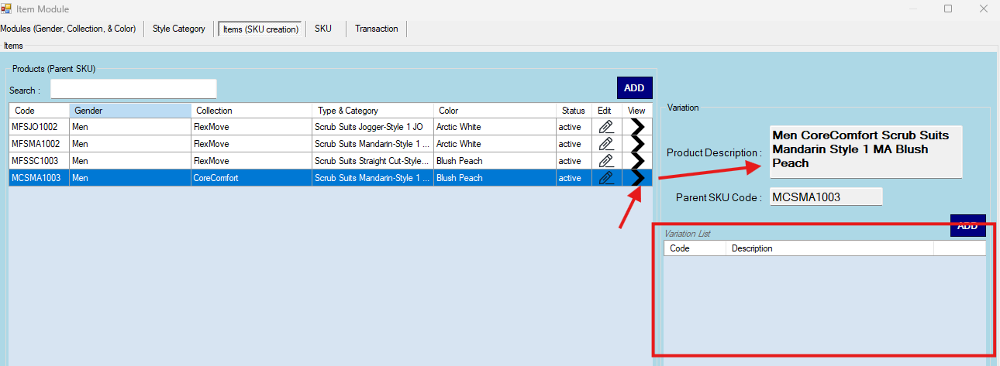 Item Module
Modules (Gender, Collection, & Color) Style Category Items (SKU creation) SKU Transaction
Items
Products (Parent SKU)
Search :
ADD
Code Gender Collection Type & Category Color Status Edit View
MFSJO1002 Men FlexMove Scrub Suits Jogger-Style 1 JO Arctic White active
MFSMA1002 Men FlexMove Scrub Suits Mandarin-Style 1 ... Arctic White active
MFSSC1003 Men FlexMove Scrub Suits Straight Cut-Style... Blush Peach active
MCSMA1003 Men CoreComfort Scrub Suits Mandarin-Style 1 ... Blush Peach active
Variation
Product Description :
Men CoreComfort Scrub Suits
Mandarin Style 1 MA Blush
Peach
Parent SKU Code : MCSMA1003
ADD
Variation List
Code Description